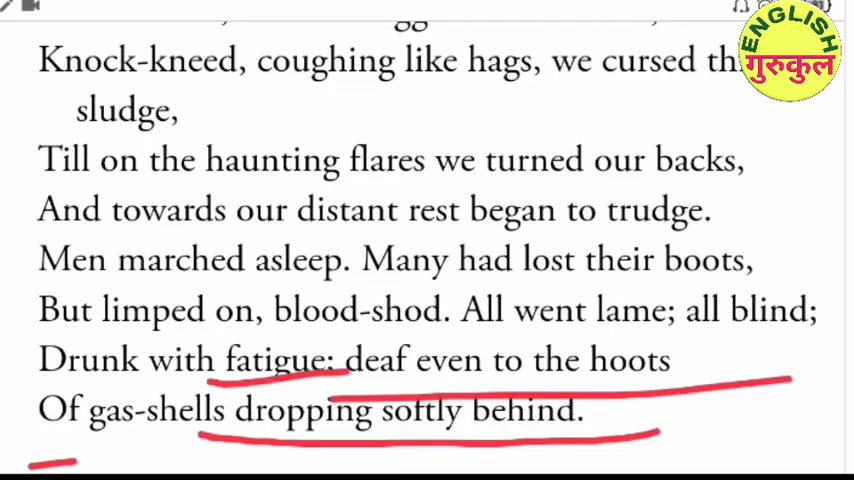 ENGLISH
गुरुकुल
Knock-kneed, coughing like hags, we cursed th
sludge,
Till on the haunting flares we turned our backs,
And towards our distant rest began to trudge.
Men marched asleep. Many had lost their boots,
But limped on, blood-shod. All went lame; all blind;
Drunk with fatigue; deaf even to the hoots
Of gas-shells dropping softly behind.